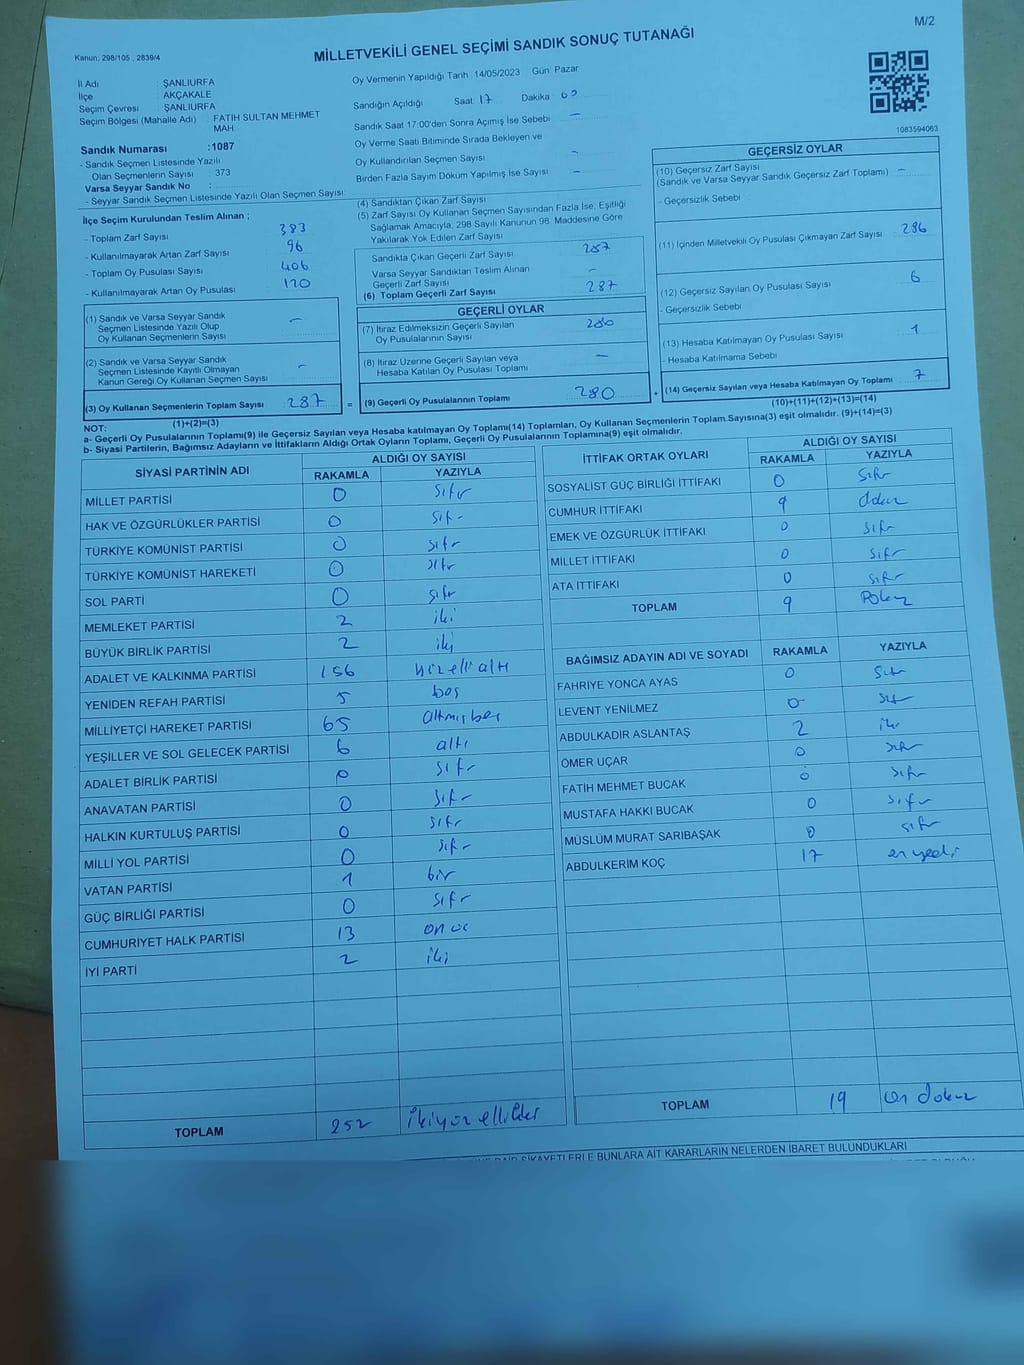 M/2
Kanun: 298/105 , 2839/4
MİLLETVEKİLİ GENEL SEÇİMİ SANDIK SONUÇ TUTANAĞI
İl Adı : ŞANLIURFA
İlçe : AKÇAKALE
Seçim Çevresi : ŞANLIURFA
Seçim Bölgesi (Mahalle Adı) : FATİH SULTAN MEHMET MAH
Sandık Numarası :1087
- Sandık Seçmen Listesinde Yazılı
Olan Seçmenlerin Sayısı : 373
Varsa Seyyar Sandık No :
- Seyyar Sandık Seçmen Listesinde Yazılı Olan Seçmen Sayısı:
Oy Vermenin Yapıldığı Tarih 14/05/2023 Gün Pazar
Sandığın Açıldığı Saat 17 Dakika 00
Sandık Saat 17:00'den Sonra Açımış İse Sebebi –
Oy Verme Saati Bitiminde Sırada Bekleyen ve
Oy Kullandırılan Seçmen Sayısı –
Birden Fazla Sayım Döküm Yapılmış İse Sayısı –
1083594063
İlçe Seçim Kurulundan Teslim Alınan ;
- Toplam Zarf Sayısı 383
- Kullanılmayarak Artan Zarf Sayısı 96
- Toplam Oy Pusulası Sayısı 406
- Kullanılmayarak Artan Oy Pusulası 120
(1) Sandık ve Varsa Seyyar Sandık
Seçmen Listesinde Yazılı Olup
Oy Kullanan Seçmenlerin Sayısı –
(2) Sandık ve Varsa Seyyar Sandık
Seçmen Listesinde Kayıtlı Olmayan
Kanun Gereği Oy Kullanan Seçmen Sayısı –
(3) Oy Kullanan Seçmenlerin Toplam Sayısı 287 =
(1)+(2)=(3)
(4) Sandıktan Çıkan Zarf Sayısı
(5) Zarf Sayısı Oy Kullanan Seçmen Sayısından Fazla İse, Eşitliği
Sağlamak Amacıyla, 298 Sayılı Kanunun 98. Maddesine Göre
Yakılarak Yok Edilen Zarf Sayısı
Sandıkta Çıkan Geçerli Zarf Sayısı 287
Varsa Seyyar Sandıktan Teslim Alınan
Geçerli Zarf Sayısı –
(6) Toplam Geçerli Zarf Sayısı 287
GEÇERLİ OYLAR
(7) İtiraz Edilmeksizin Geçerli Sayılan
Oy Pusulalarının Sayısı 280
(8) İtiraz Üzerine Geçerli Sayılan veya
Hesaba Katılan Oy Pusulası Toplamı –
(9) Geçerli Oy Pusulalarının Toplamı 280 +
GEÇERSİZ OYLAR
(10) Geçersiz Zarf Sayısı –
(Sandık ve Varsa Seyyar Sandık Geçersiz Zarf Toplamı)
- Geçersizlik Sebebi
(11) İçinden Milletvekili Oy Pusulası Çıkmayan Zarf Sayısı 286
(12) Geçersiz Sayılan Oy Pusulası Sayısı 6
- Geçersizlik Sebebi
(13) Hesaba Katılmayan Oy Pusulası Sayısı 1
- Hesaba Katılmama Sebebi
(14) Geçersiz Sayılan veya Hesaba Katılmayan Oy Toplamı 7
(10)+(11)+(12)+(13)=(14)
NOT:
a- Geçerli Oy Pusulalarının Toplamı(9) ile Geçersiz Sayılan veya Hesaba katılmayan Oy Toplamı(14) Toplamları, Oy Kullanan Seçmenlerin Toplam Sayısına(3) eşit olmalıdır. (9)+(14)=(3)
b- Siyasi Partilerin, Bağımsız Adayların ve İttifakların Aldığı Ortak Oyların Toplamı, Geçerli Oy Pusulalarının Toplamına(9) eşit olmalıdır.
SİYASİ PARTİNİN ADI ALDIĞI OY SAYISI
RAKAMLA YAZIYLA
MİLLET PARTİSİ 0 sıfır
HAK VE ÖZGÜRLÜKLER PARTİSİ 0 sıfır
TÜRKİYE KOMÜNİST PARTİSİ 0 sıfır
TÜRKİYE KOMÜNİST HAREKETİ 0 sıfır
SOL PARTİ 0 sıfır
MEMLEKET PARTİSİ 2 iki
BÜYÜK BİRLİK PARTİSİ 2 iki
ADALET VE KALKINMA PARTİSİ 156 yüzelli altı
YENİDEN REFAH PARTİSİ 5 beş
MİLLİYETÇİ HAREKET PARTİSİ 65 altmış beş
YEŞİLLER VE SOL GELECEK PARTİSİ 6 altı
ADALET BİRLİK PARTİSİ 0 sıfır
ANAVATAN PARTİSİ 0 sıfır
HALKIN KURTULUŞ PARTİSİ 0 sıfır
MİLLİ YOL PARTİSİ 0 sıfır
VATAN PARTİSİ 1 bir
GÜÇ BİRLİĞİ PARTİSİ 0 sıfır
CUMHURİYET HALK PARTİSİ 13 on üç
İYİ PARTİ 2 iki
TOPLAM 252 ikiyüz elliiki
İTTİFAK ORTAK OYLARI ALDIĞI OY SAYISI
RAKAMLA YAZIYLA
SOSYALİST GÜÇ BİRLİĞİ İTTİFAKI 0 sıfır
CUMHUR İTTİFAKI 9 dokuz
EMEK VE ÖZGÜRLÜK İTTİFAKI 0 sıfır
MİLLET İTTİFAKI 0 sıfır
ATA İTTİFAKI 0 sıfır
TOPLAM 9 Dokuz
BAĞIMSIZ ADAYIN ADI VE SOYADI RAKAMLA YAZIYLA
FAHRİYE YONCA AYAS 0 sıfır
LEVENT YENİLMEZ 0 sıfır
ABDULKADİR ASLANTAŞ 2 iki
ÖMER UÇAR 0 sıfır
FATİH MEHMET BUCAK 0 sıfır
MUSTAFA HAKKI BUCAK 0 sıfır
MÜSLÜM MURAT SARIBAŞAK 0 sıfır
ABDULKERİM KOÇ 17 on yedi
TOPLAM 19 on dokuz
ŞİKAYETLERLE BUNLARA AİT KARARLARIN NELERDEN İBARET BULUNDUKLARI